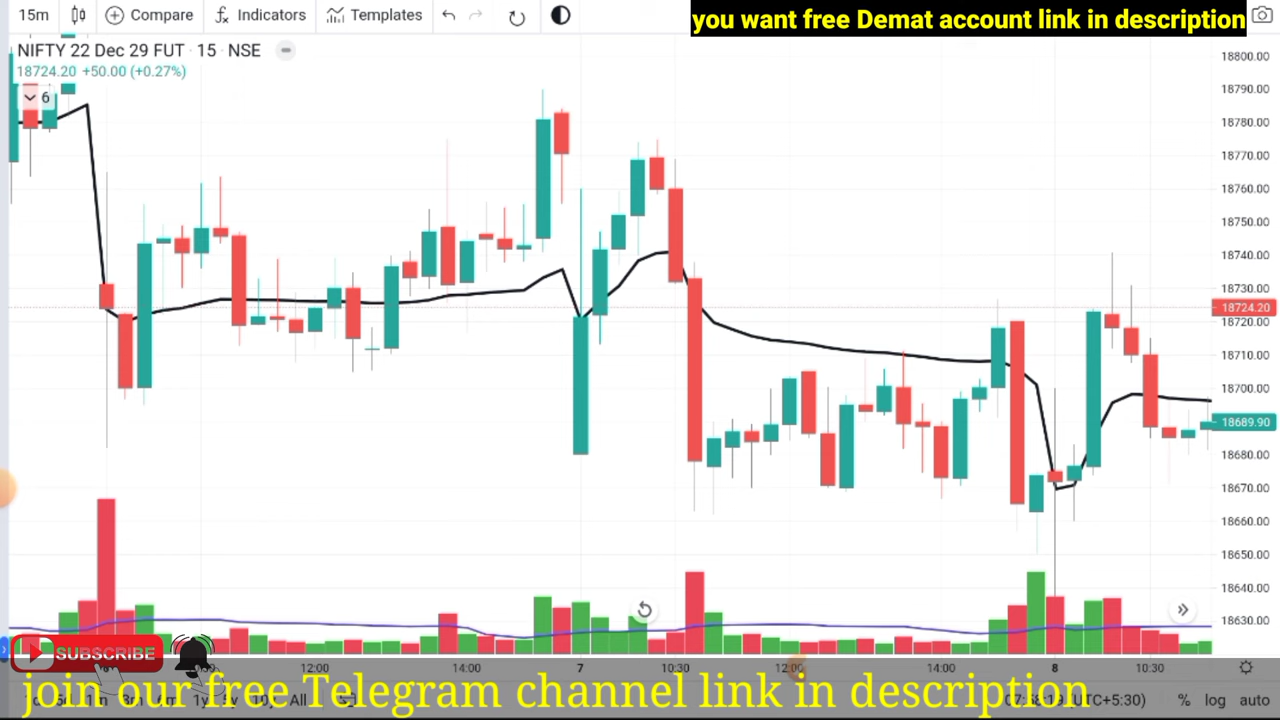 15m Compare Indicators Templates
you want free Demat account link in description
NIFTY 22 Dec 29 FUT · 15 · NSE
18724.20 +50.00 (+0.27%)
6
18800.00
18790.00
18780.00
18770.00
18760.00
18750.00
18740.00
18730.00
18724.20
18720.00
18710.00
18700.00
18689.90
18680.00
18670.00
18660.00
18650.00
18640.00
18630.00
SUBSCRIBE
12:00 14:00 7 10:30 12:00 14:00 8 10:30
join our free Telegram channel link in description
All (UTC+5:30) % log auto